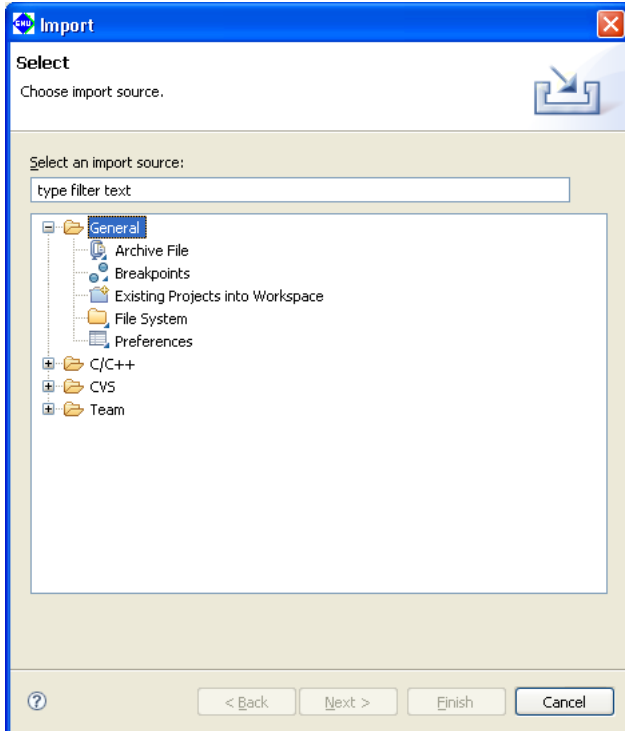 GNU Import
Select
Choose import source.
Select an import source:
type filter text
General
Archive File
Breakpoints
Existing Projects into Workspace
File System
Preferences
C/C++
CVS
Team
? < Back Next > Finish Cancel